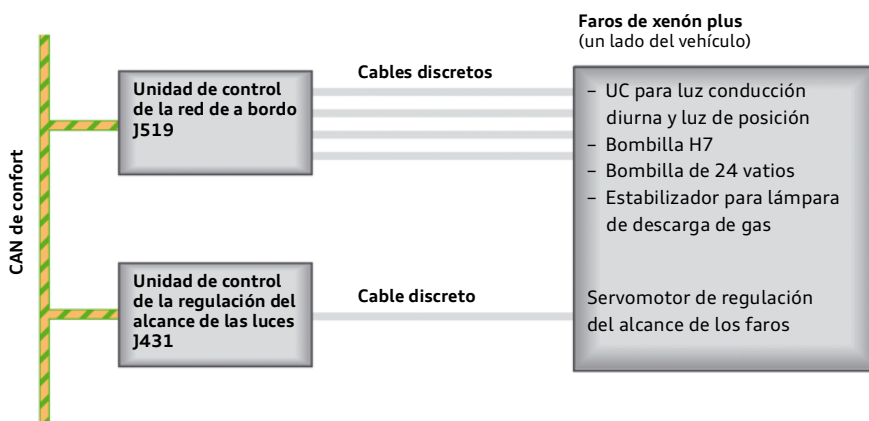 Faros de xenón plus
(un lado del vehículo)
CAN de confort
Unidad de control
de la red de a bordo
J519
Cables discretos
– UC para luz conducción
diurna y luz de posición
– Bombilla H7
– Bombilla de 24 vatios
– Estabilizador para lámpara
de descarga de gas
Unidad de control
de la regulación del
alcance de las luces
J431
Cable discreto
Servomotor de regulación
del alcance de los faros